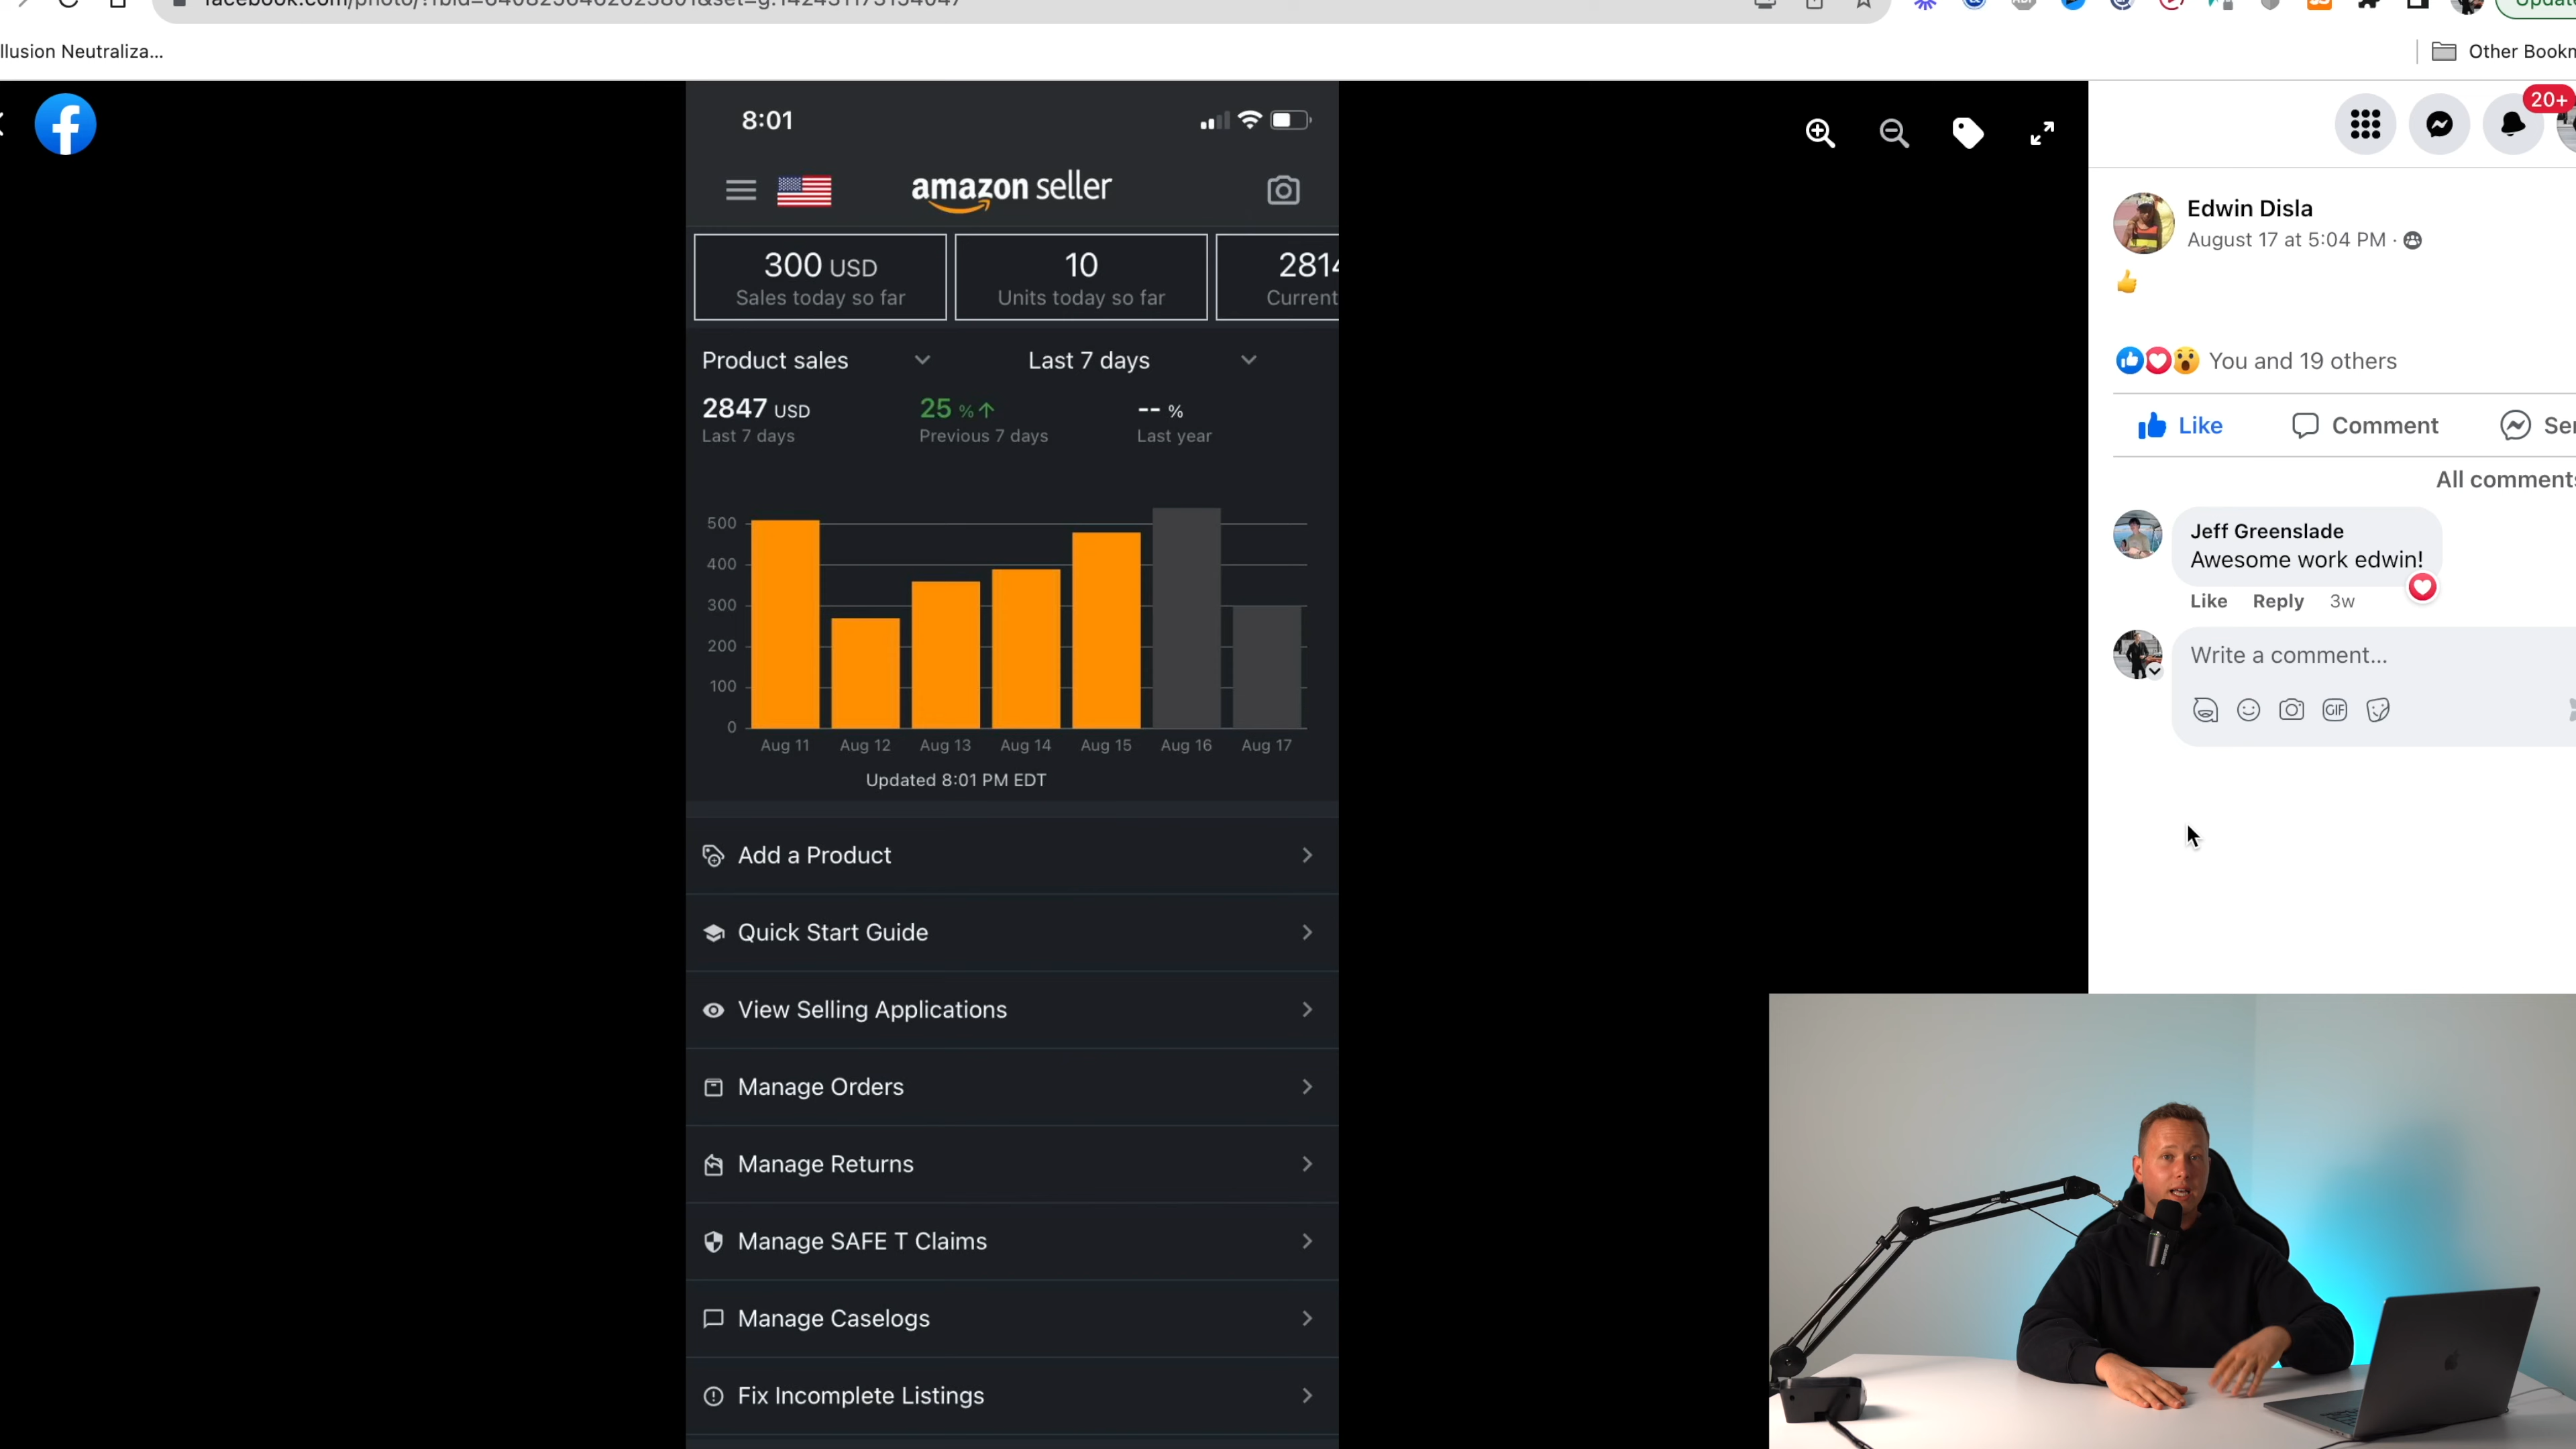 llusion Neutraliza...
Other Bookn
8:01
amazon seller
300 USD
Sales today so far
10
Units today so far
2814
Current
Product sales
Last 7 days
2847 USD
Last 7 days
25 %
Previous 7 days
-- %
Last year
500
400
300
200
100
0
Aug 11
Aug 12
Aug 13
Aug 14
Aug 15
Aug 16
Aug 17
Updated 8:01 PM EDT
Add a Product
Quick Start Guide
View Selling Applications
Manage Orders
Manage Returns
Manage SAFE T Claims
Manage Caselogs
Fix Incomplete Listings
20+
Edwin Disla
August 17 at 5:04 PM ·
You and 19 others
Like
Comment
Ser
All comments
Jeff Greenslade
Awesome work edwin!
Like Reply 3w
Write a comment...
GIF